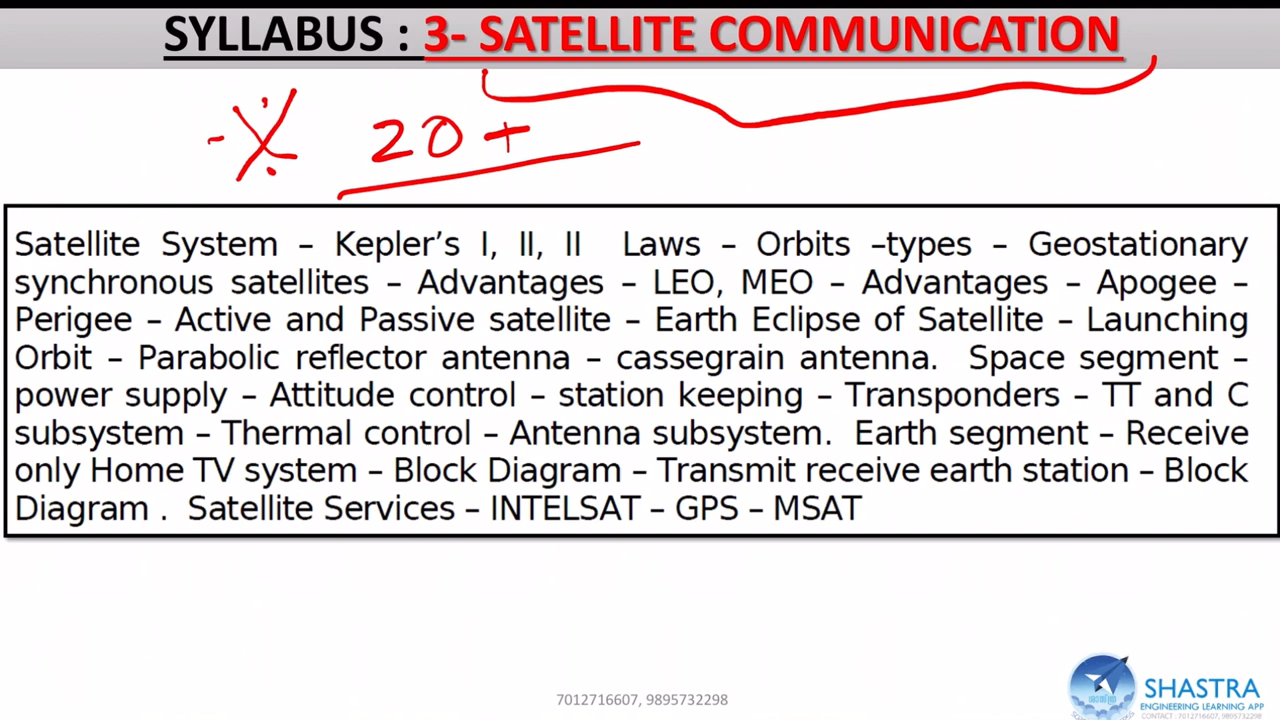 SYLLABUS : 3- SATELLITE COMMUNICATION
20 +
Satellite System – Kepler's I, II, II Laws – Orbits –types – Geostationary
synchronous satellites – Advantages – LEO, MEO – Advantages – Apogee –
Perigee – Active and Passive satellite – Earth Eclipse of Satellite – Launching
Orbit – Parabolic reflector antenna – cassegrain antenna. Space segment –
power supply – Attitude control – station keeping – Transponders – TT and C
subsystem – Thermal control – Antenna subsystem. Earth segment – Receive
only Home TV system – Block Diagram – Transmit receive earth station – Block
Diagram . Satellite Services – INTELSAT – GPS – MSAT
7012716607, 9895732298
SHASTRA
ENGINEERING LEARNING APP
CONTACT : 7012716607, 9895732298